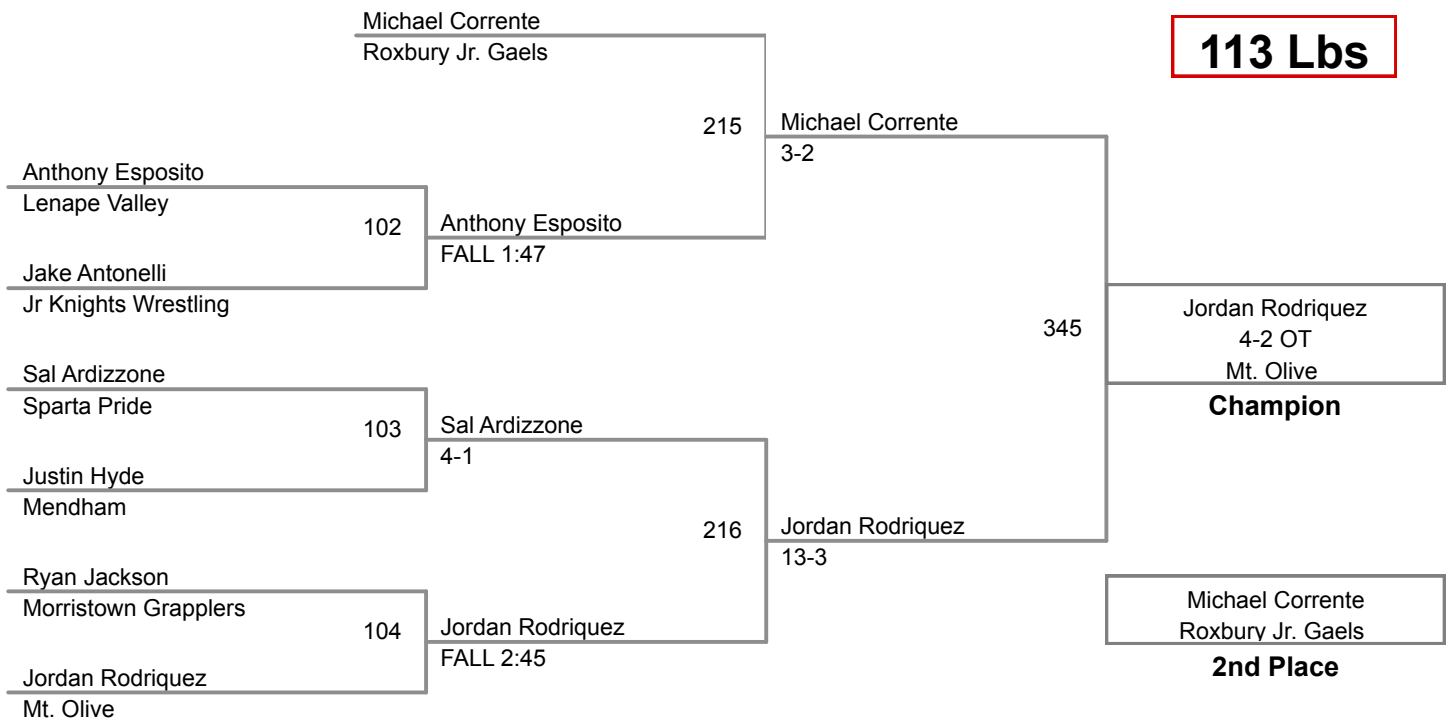 Michael Corrente
Roxbury Jr. Gaels
113 Lbs
215
Michael Corrente
3-2
Anthony Esposito
Lenape Valley
102
Anthony Esposito
FALL 1:47
Jake Antonelli
Jr Knights Wrestling
345
Jordan Rodriquez
4-2 OT
Mt. Olive
Champion
Sal Ardizzone
Sparta Pride
103
Sal Ardizzone
4-1
Justin Hyde
Mendham
216
Jordan Rodriquez
13-3
Ryan Jackson
Morristown Grapplers
104
Jordan Rodriquez
FALL 2:45
Jordan Rodriquez
Mt. Olive
Michael Corrente
Roxbury Jr. Gaels
2nd Place